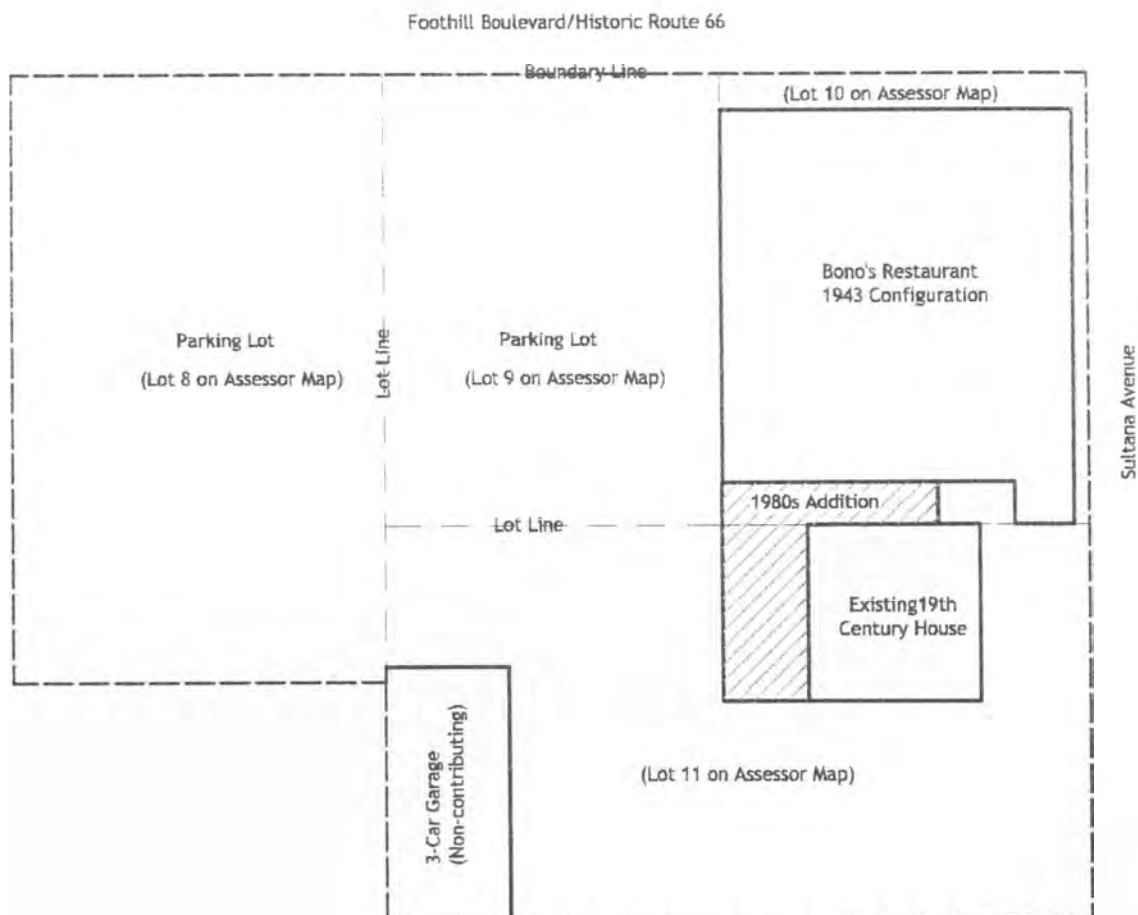 Foothill Boulevard/Historic Route 66
Boundary Line
(Lot 10 on Assessor Map)
Bono's Restaurant
1943 Configuration
Parking Lot
(Lot 8 on Assessor Map)
Lot Line
Parking Lot
(Lot 9 on Assessor Map)
Sultana Avenue
1980s Addition
Lot Line
Existing19th
Century House
3-Car Garage
(Non-contributing)
(Lot 11 on Assessor Map)